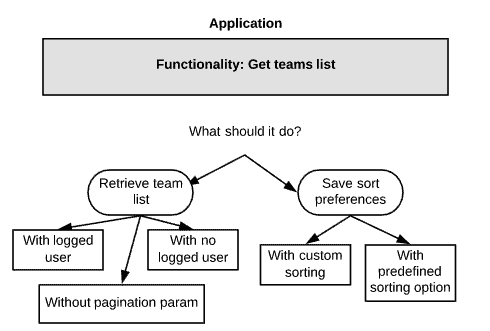 Application
Functionality: Get teams list
What should it do?
Retrieve team
list
Save sort
preferences
With logged
user
With no
logged user
Without pagination param
With custom
sorting
With
predefined
sorting option